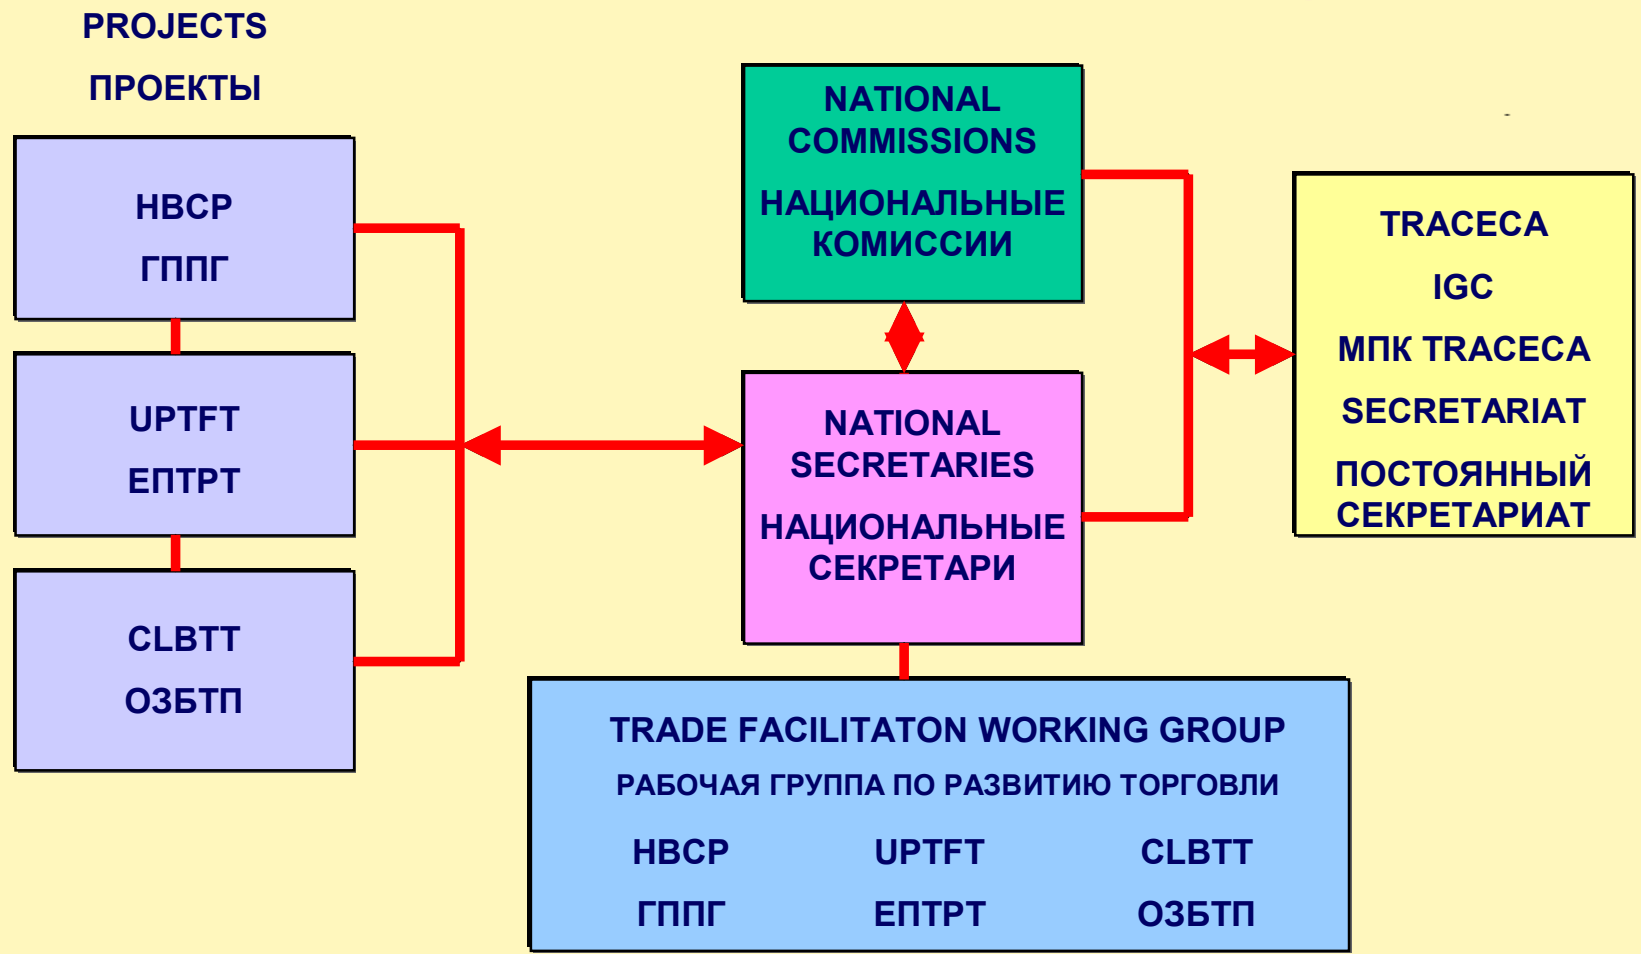 PROJECTS
ПРОЕКТЫ
HBCP
ГППГ
UPTFT
ЕПТРТ
CLBTT
ОЗБТП
NATIONAL
COMMISSIONS
НАЦИОНАЛЬНЫЕ
КОМИССИИ
NATIONAL
SECRETARIES
НАЦИОНАЛЬНЫЕ
СЕКРЕТАРИ
TRACECA
IGC
МПК TRACECA
SECRETARIAT
ПОСТОЯННЫЙ
СЕКРЕТАРИАТ
TRADE FACILITATON WORKING GROUP
РАБОЧАЯ ГРУППА ПО РАЗВИТИЮ ТОРГОВЛИ
HBCP UPTFT CLBTT
ГППГ ЕПТРТ ОЗБТП